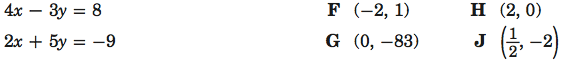 4x − 3y = 8 F (−2, 1) H (2, 0)
2x + 5y = −9 G (0, −83) J (1/2, −2)